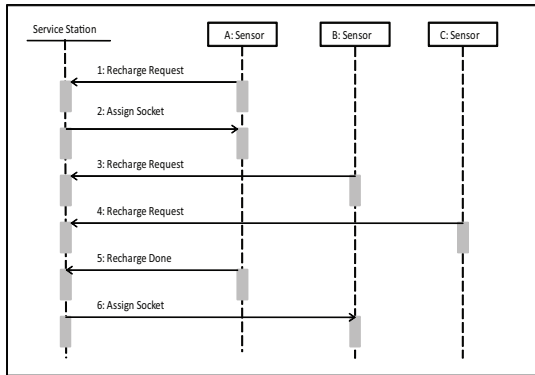 Service Station
A: Sensor
B: Sensor
C: Sensor
1: Recharge Request
2: Assign Socket
3: Recharge Request
4: Recharge Request
5: Recharge Done
6: Assign Socket